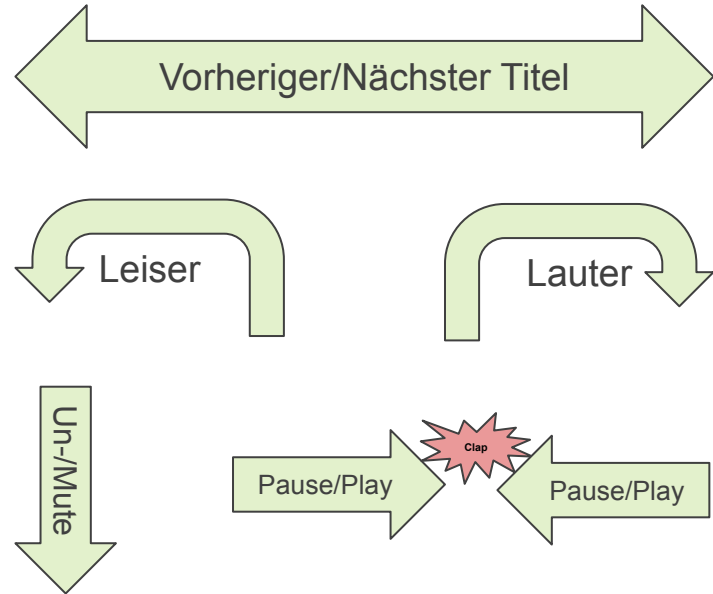 Vorheriger/Nächster Titel
Leiser
Lauter
Un-/Mute
Clap
Pause/Play
Pause/Play